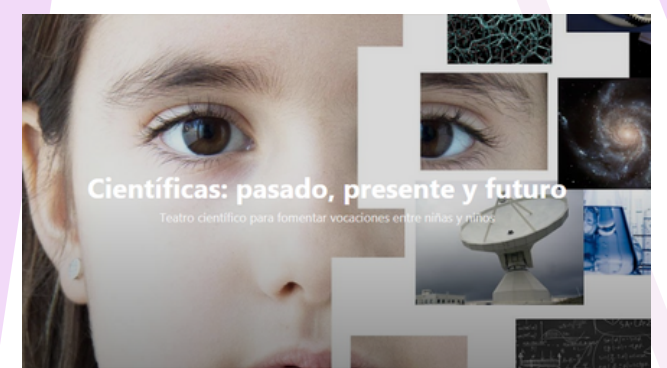 Científicas: pasado, presente y futuro
Teatro científico para fomentar vocaciones entre niñas y niños